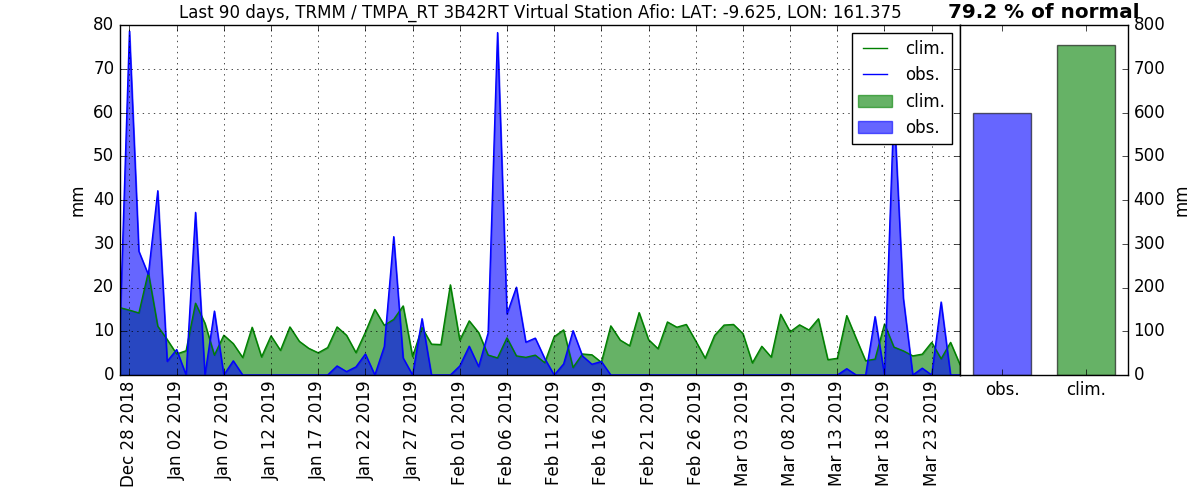 Last 90 days, TRMM / TMPA_RT 3B42RT Virtual Station Afio: LAT: -9.625, LON: 161.375
79.2 % of normal
clim.
obs.
clim.
obs.
mm
80
70
60
50
40
30
20
10
0
800
700
600
500
400
300
200
100
0
mm
Dec 28 2018
Jan 02 2019
Jan 07 2019
Jan 12 2019
Jan 17 2019
Jan 22 2019
Jan 27 2019
Feb 01 2019
Feb 06 2019
Feb 11 2019
Feb 16 2019
Feb 21 2019
Feb 26 2019
Mar 03 2019
Mar 08 2019
Mar 13 2019
Mar 18 2019
Mar 23 2019
obs.
clim.